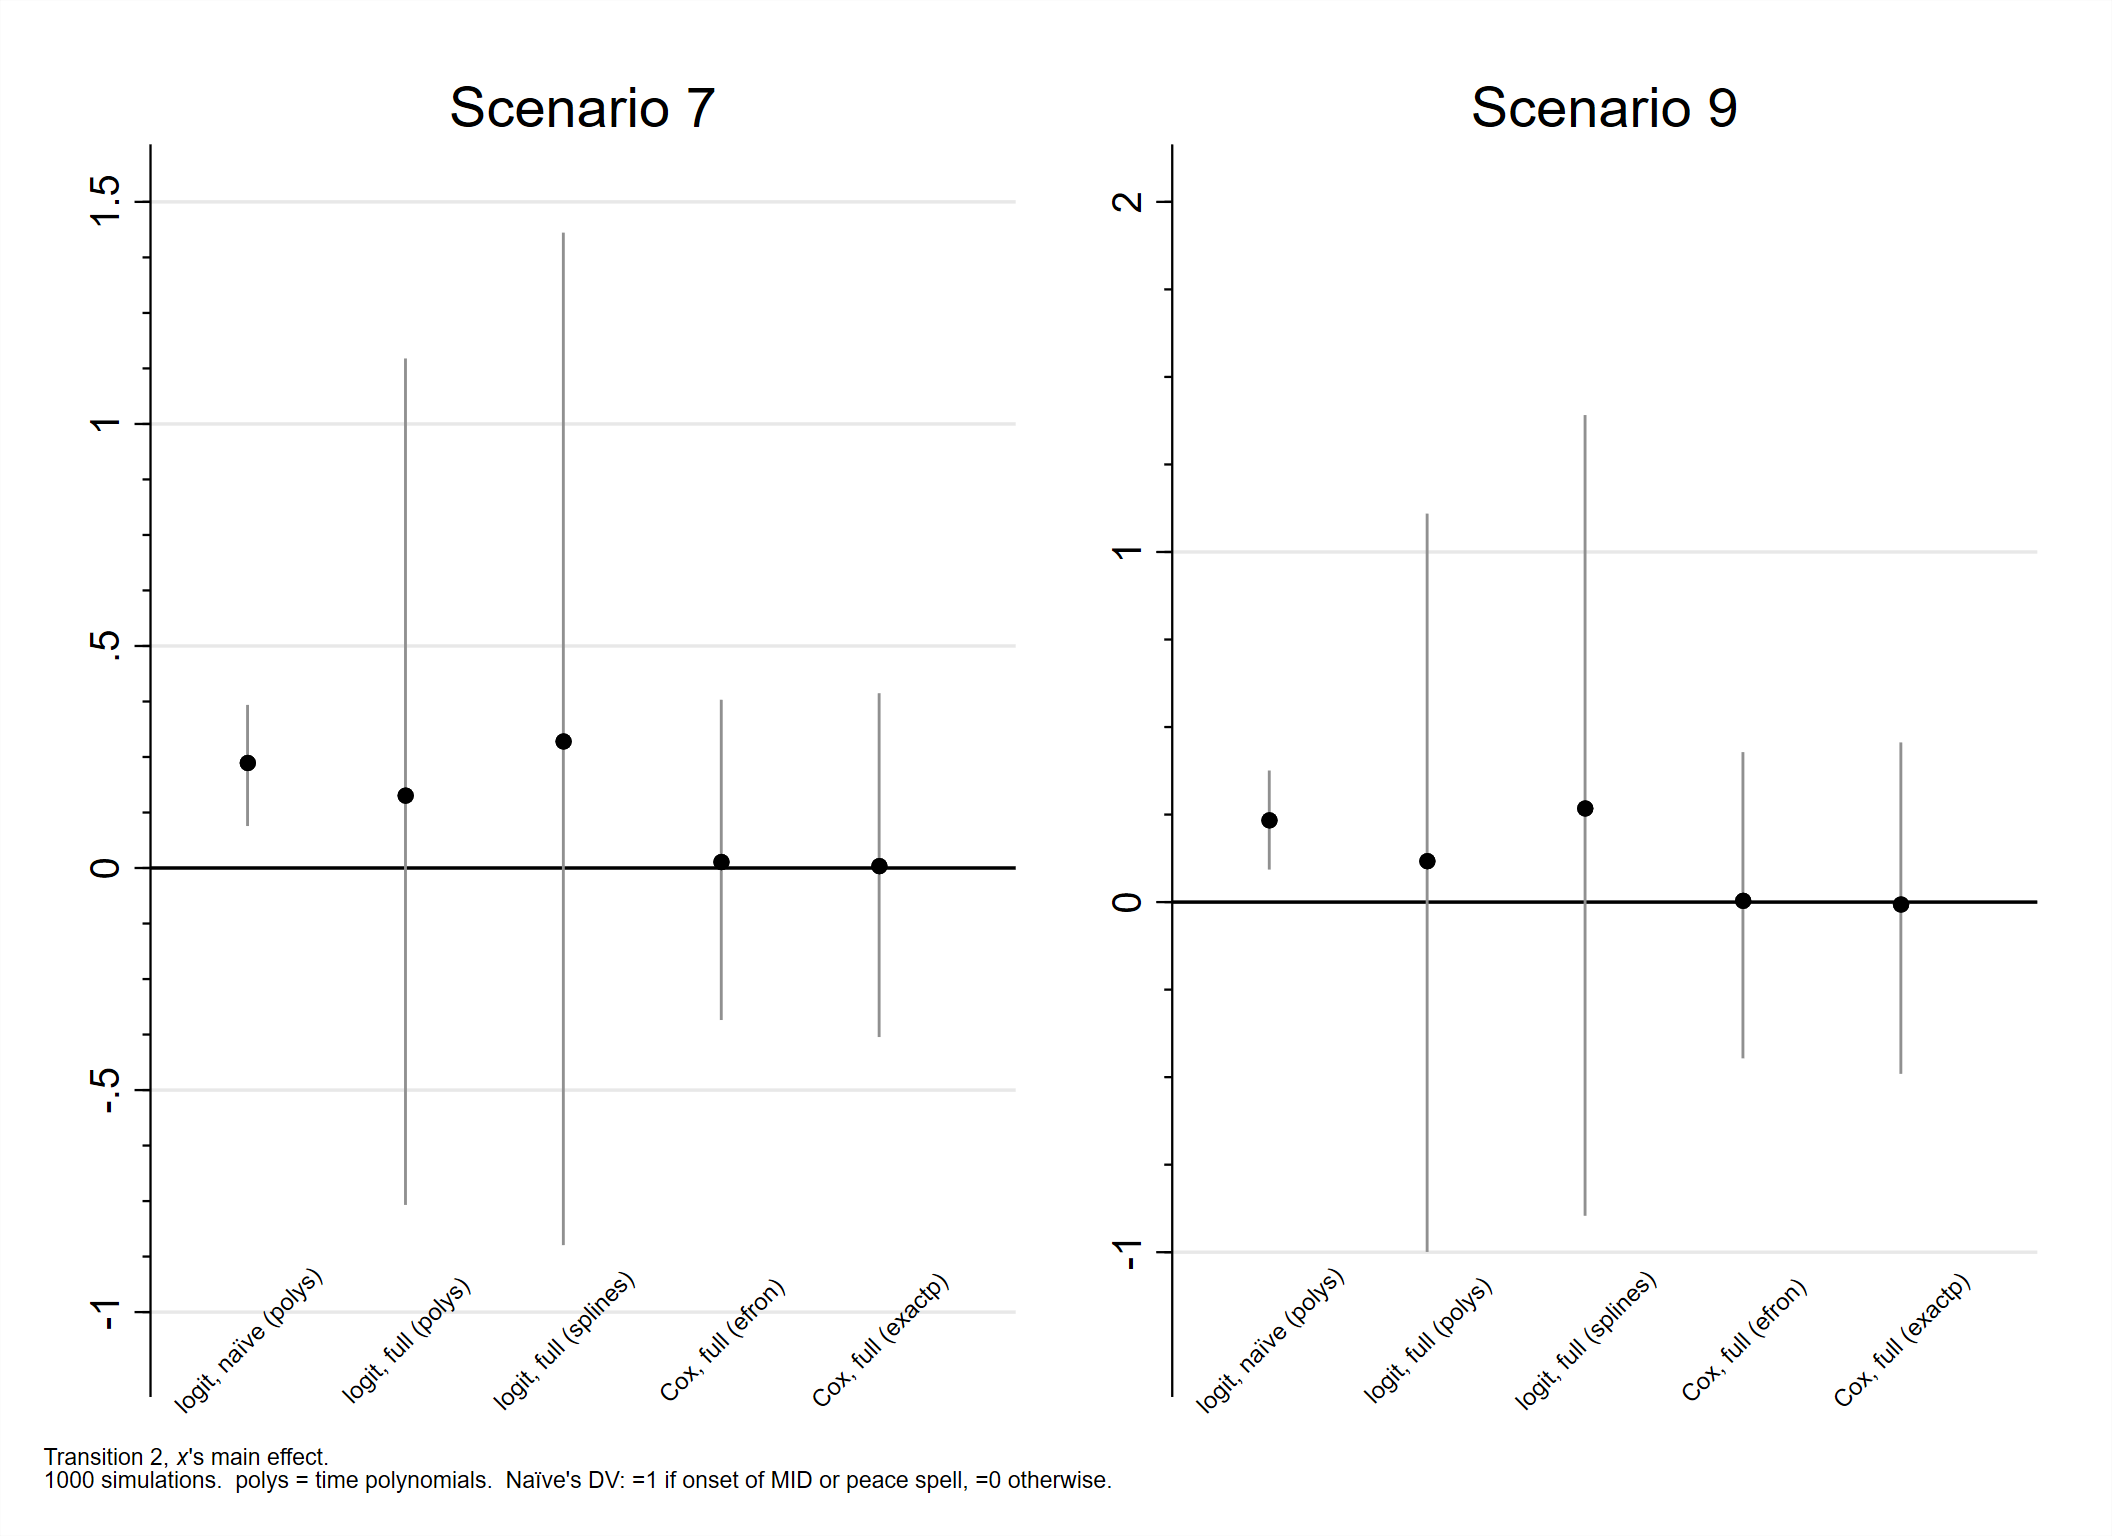 Scenario 7
1.5
1
.5
0
-.5
-1
logit, naïve (polys)
logit, full (polys)
logit, full (splines)
Cox, full (efron)
Cox, full (exactp)
Scenario 9
2
1
0
-1
logit, naïve (polys)
logit, full (polys)
logit, full (splines)
Cox, full (efron)
Cox, full (exactp)
Transition 2, x's main effect.
1000 simulations.  polys = time polynomials.  Naïve's DV: =1 if onset of MID or peace spell, =0 otherwise.